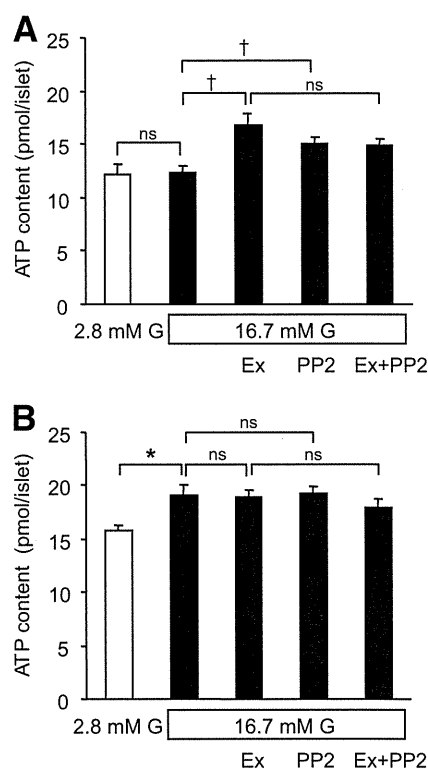 A
ATP content (pmol/islet)
25
20
15
10
5
0
†
†
ns
ns
2.8 mM G
16.7 mM G
Ex PP2 Ex+PP2
B
ATP content (pmol/islet)
25
20
15
10
5
0
ns
* ns ns
2.8 mM G
16.7 mM G
Ex PP2 Ex+PP2